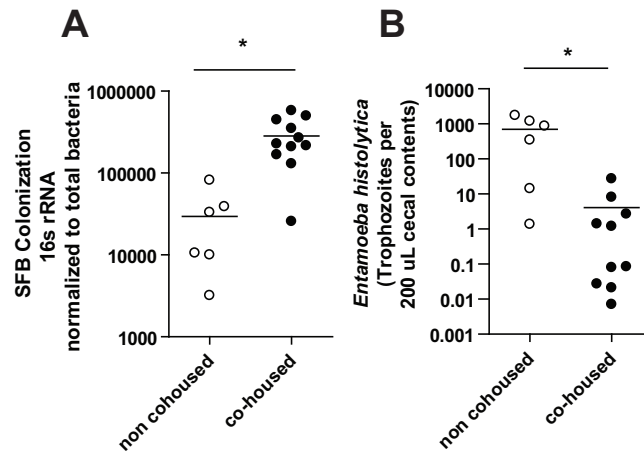 A
*
SFB Colonization
16s rRNA
normalized to total bacteria
1000000
100000
10000
1000
non cohoused
co-housed
B
*
Entamoeba histolytica
(Trophozoites per
200 uL cecal contents)
10000
1000
100
10
1
0.1
0.01
0.001
non cohoused
co-housed